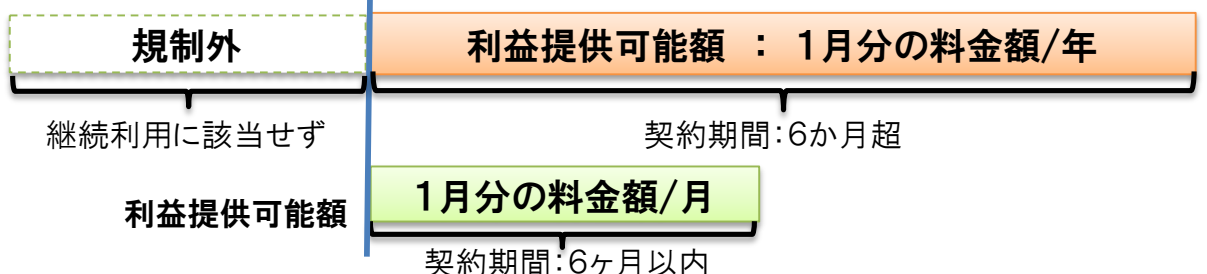 規制外
利益提供可能額 : 1月分の料金額/年
継続利用に該当せず
契約期間:6か月超
利益提供可能額
1月分の料金額/月
契約期間:6ヶ月以内